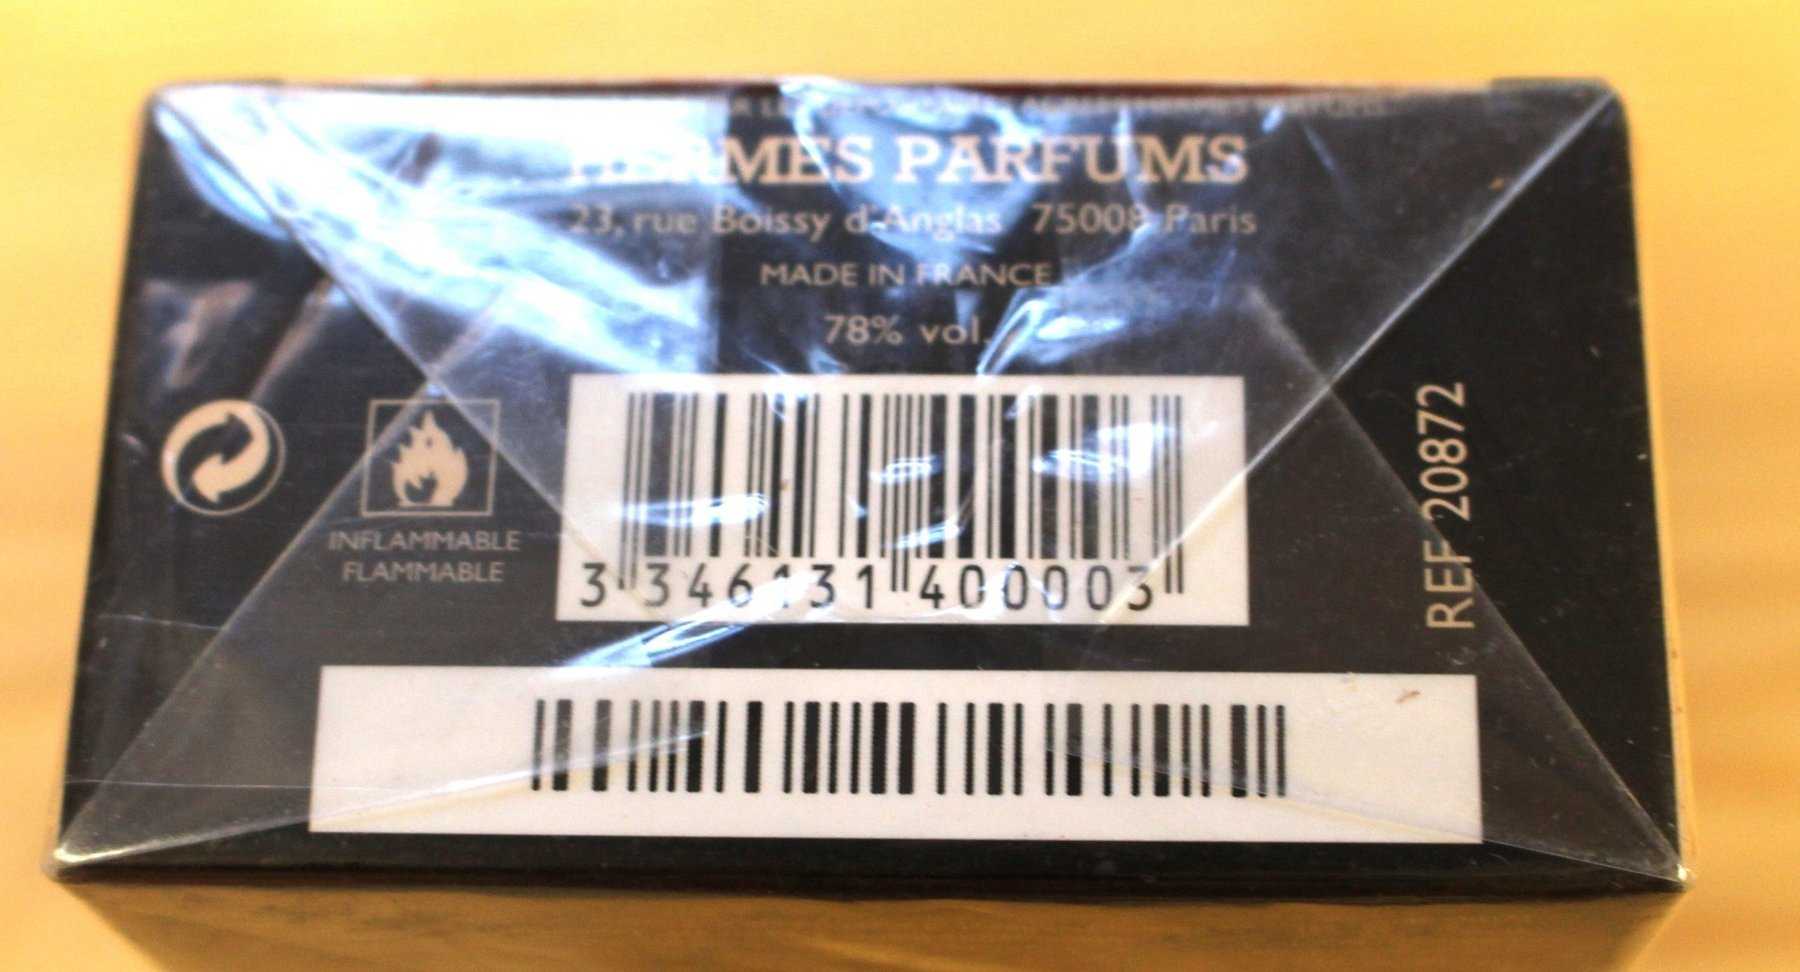 HERMES PARFUMS
23, rue Boissy d'Anglas 75008 Paris
MADE IN FRANCE
78% vol.
INFLAMMABLE
FLAMMABLE
3 346131 400003
REF 20872